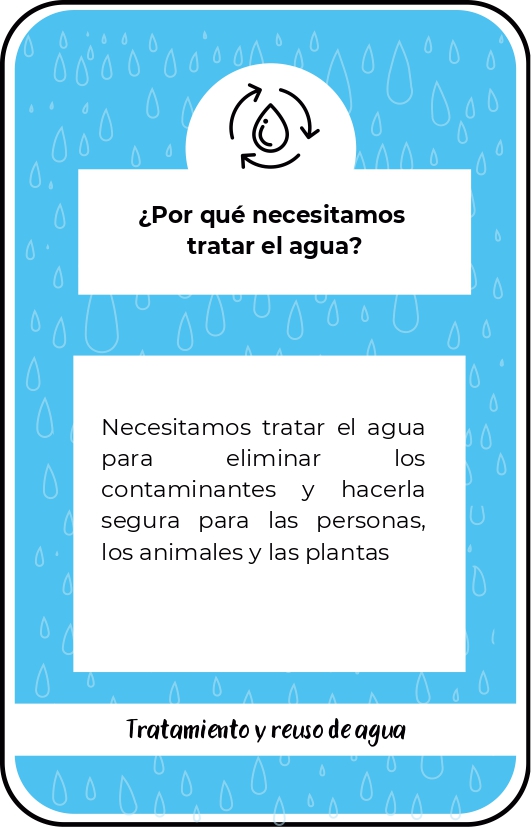 ¿Por qué necesitamos
tratar el agua?
Necesitamos tratar el agua
para eliminar los
contaminantes y hacerla
segura para las personas,
los animales y las plantas
Tratamiento y reuso de agua